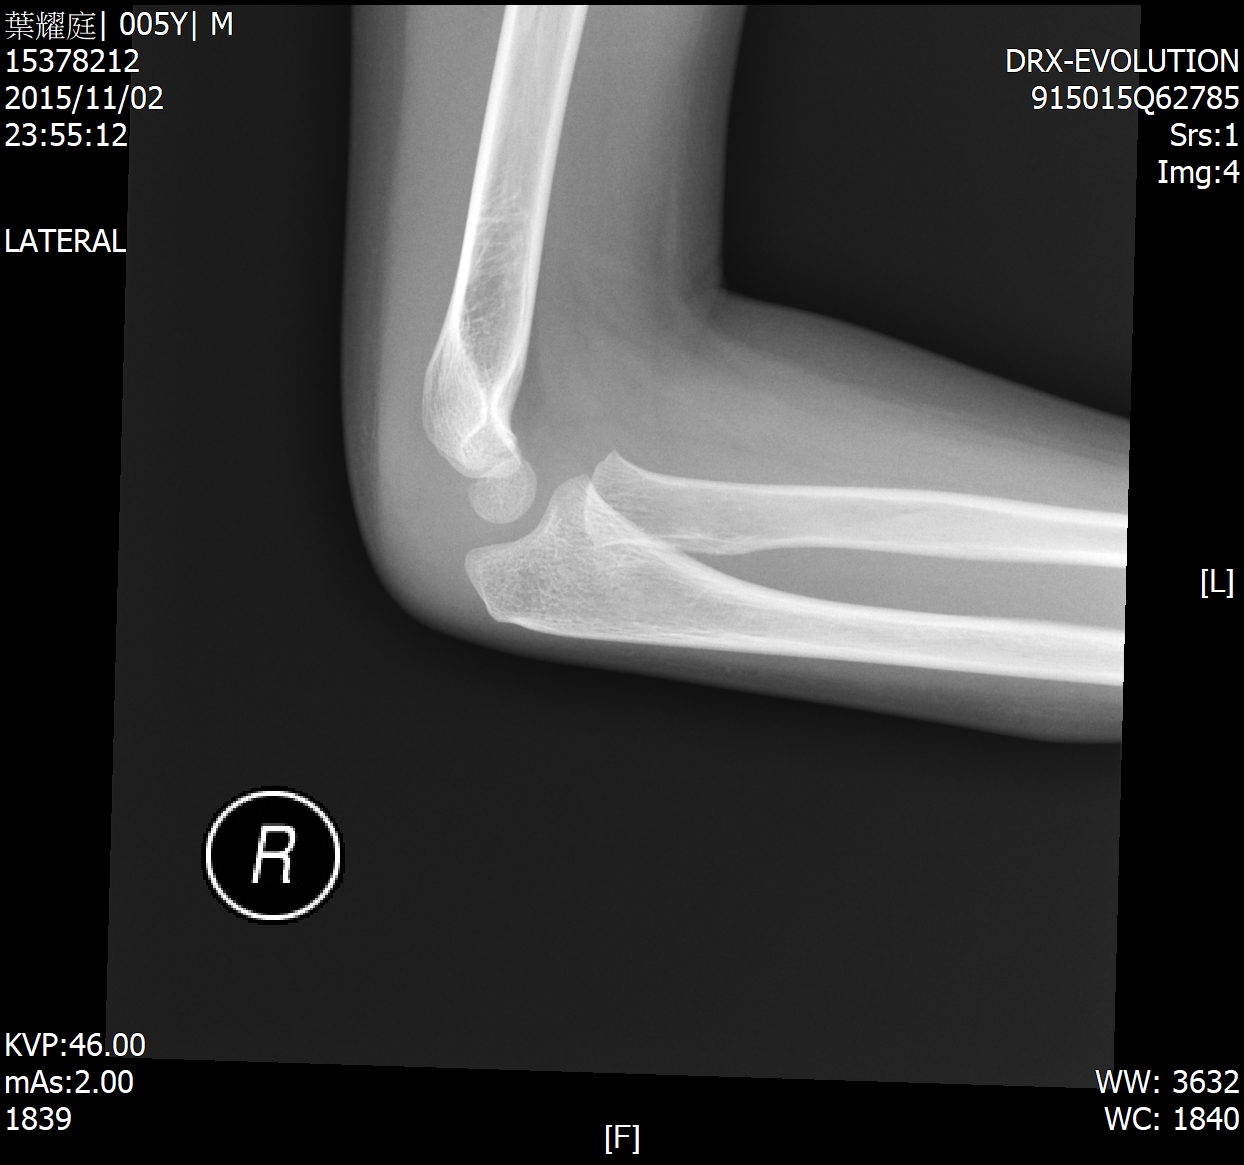 葉耀庭| 005Y| M
15378212
2015/11/02
23:55:12
LATERAL
DRX-EVOLUTION
915015Q62785
Srs:1
Img:4
[L]
R
KVP:46.00
mAs:2.00
1839
[F]
WW: 3632
WC: 1840